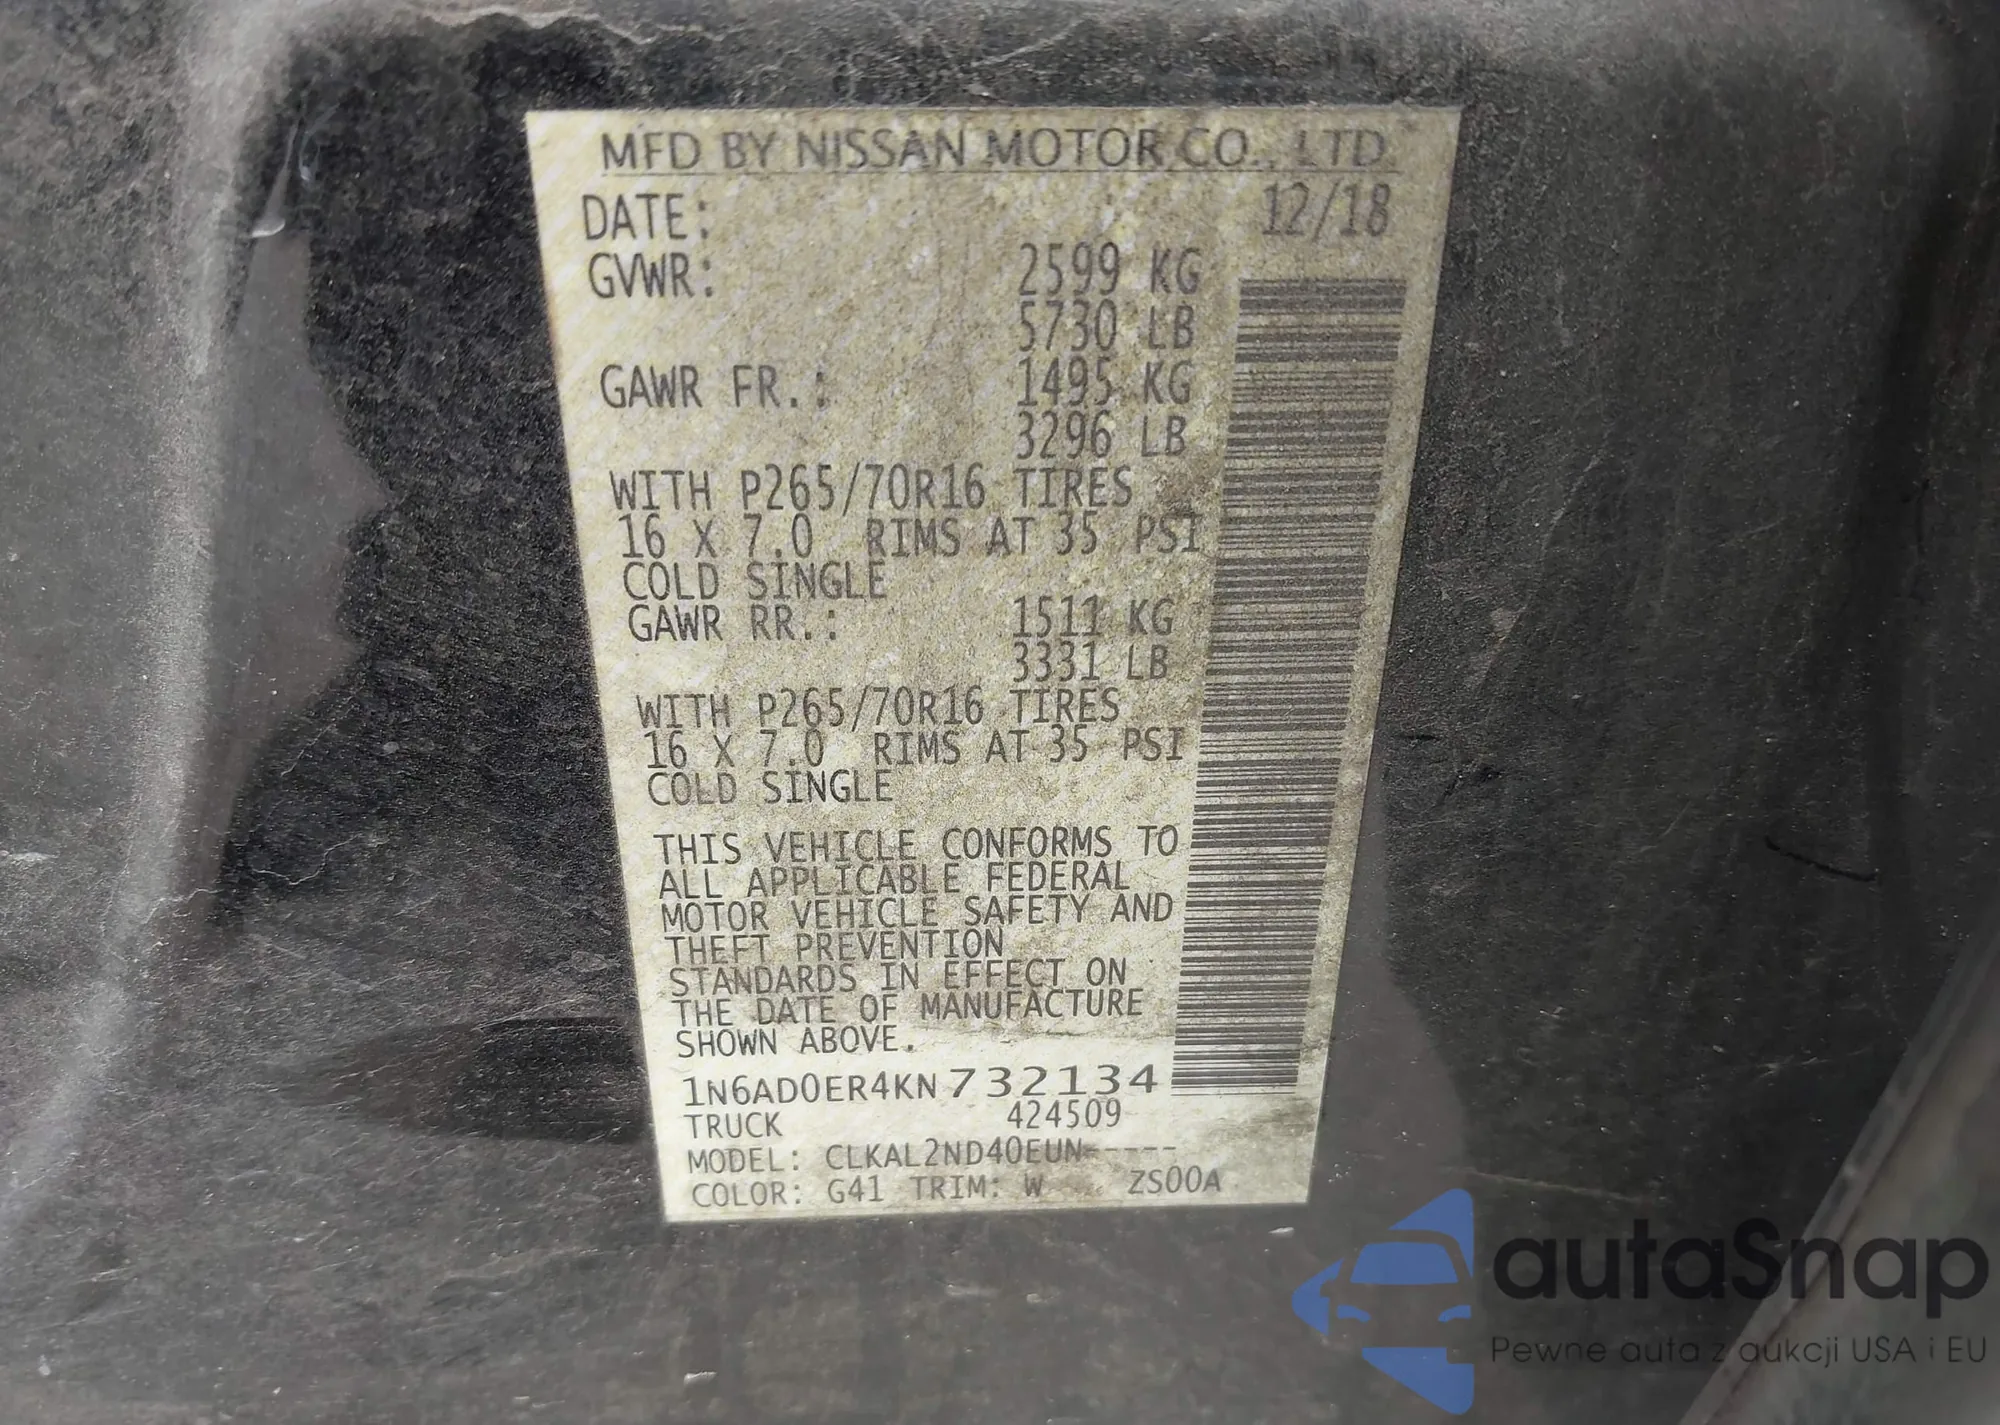 MFD BY NISSAN MOTOR CO., LTD.
DATE: 12/18
GVWR: 2599 KG
5730 LB
GAWR FR.: 1495 KG
3296 LB
WITH P265/70R16 TIRES
16 X 7.0 RIMS AT 35 PSI
COLD SINGLE
GAWR RR.: 1511 KG
3331 LB
WITH P265/70R16 TIRES
16 X 7.0 RIMS AT 35 PSI
COLD SINGLE
THIS VEHICLE CONFORMS TO
ALL APPLICABLE FEDERAL
MOTOR VEHICLE SAFETY AND
THEFT PREVENTION
STANDARDS IN EFFECT ON
THE DATE OF MANUFACTURE
SHOWN ABOVE.
1N6AD0ER4KN732134
TRUCK 424509
MODEL: CLKAL2ND40EUN-----
COLOR: G41 TRIM: W ZS00A
autaSnap
Pewne auta z aukcji USA i EU